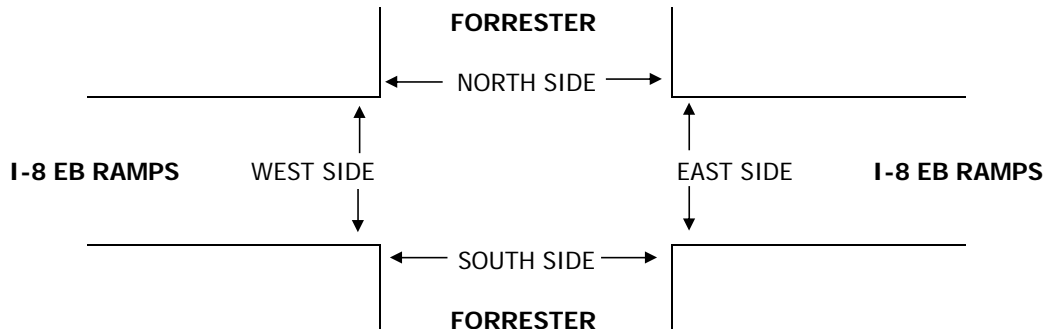 FORRESTER
NORTH SIDE
I-8 EB RAMPS WEST SIDE EAST SIDE I-8 EB RAMPS
SOUTH SIDE
FORRESTER